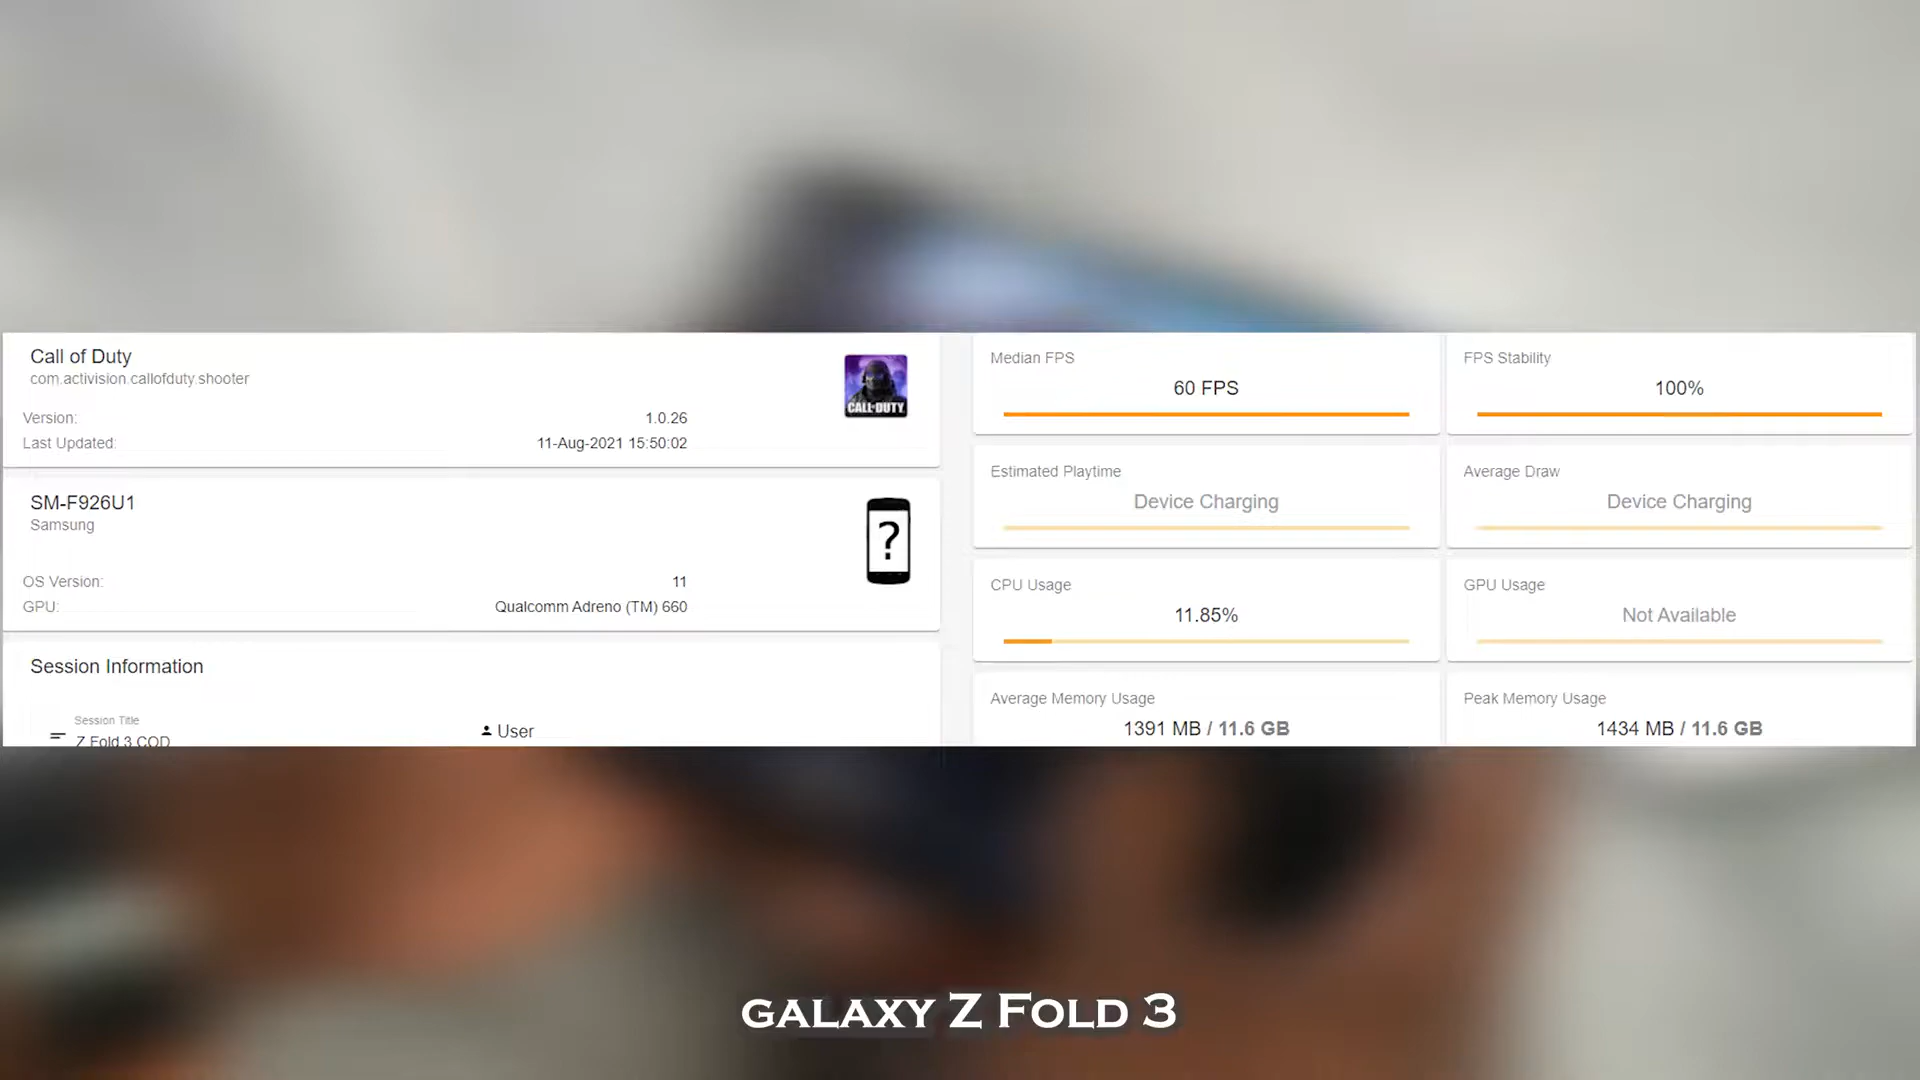 Call of Duty
com.activision.callofduty.shooter
CALL OF DUTY
Version:
1.0.26
Last Updated:
11-Aug-2021 15:50:02
SM-F926U1
Samsung
?
OS Version:
11
GPU:
Qualcomm Adreno (TM) 660
Session Information
Session Title
Z Fold 3 COD
User
Median FPS
60 FPS
FPS Stability
100%
Estimated Playtime
Device Charging
Average Draw
Device Charging
CPU Usage
11.85%
GPU Usage
Not Available
Average Memory Usage
1391 MB / 11.6 GB
Peak Memory Usage
1434 MB / 11.6 GB
GALAXY Z FOLD 3